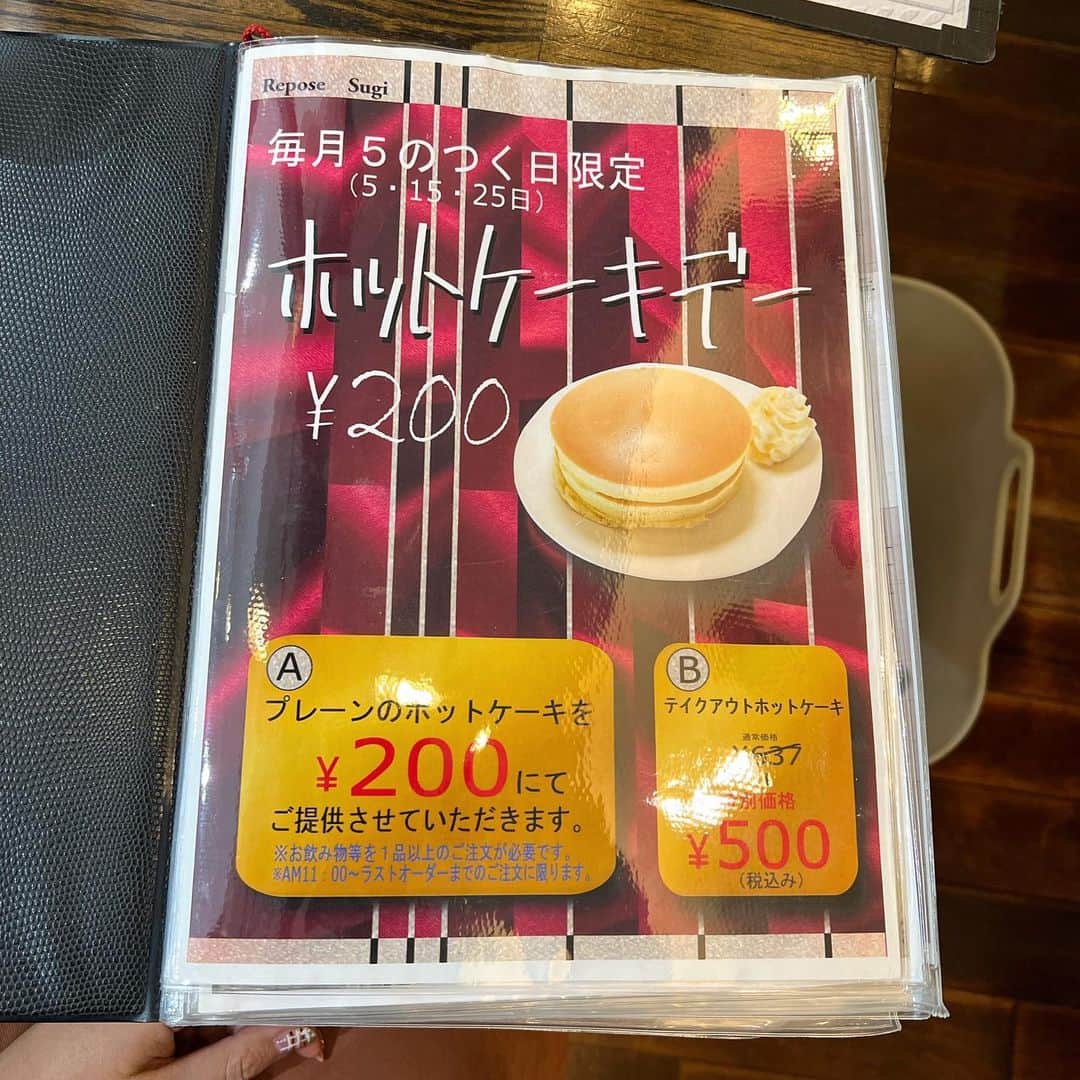 Repose Sugi
毎月5のつく日限定
(5・15・25日)
ホットケーキデー
¥200
A
プレーンのホットケーキを
¥200にて
ご提供させていただきます。
※お飲み物等を1品以上のご注文が必要です。
※AM11:00〜ラストオーダーまでのご注文に限ります。
B
テイクアウトホットケーキ
通常価格
¥637
別価格
¥500
(税込み)